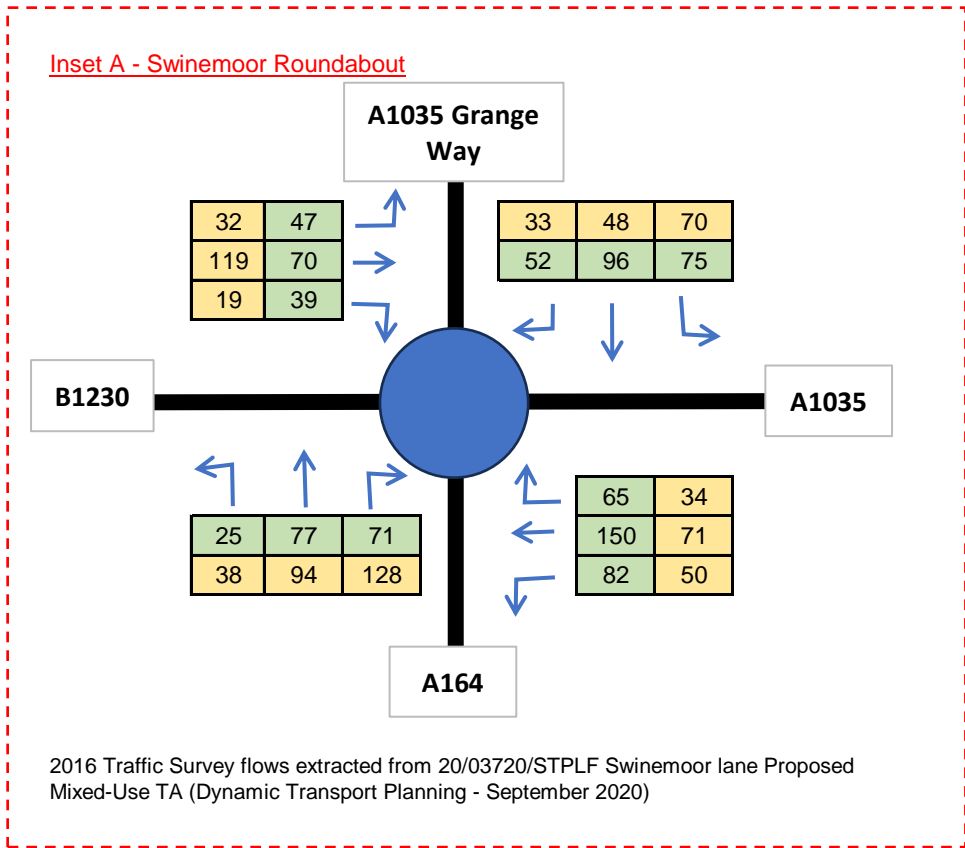 Inset A - Swinemoor Roundabout
A1035 Grange
Way
32 47
119 70
19 39
33 48 70
52 96 75
B1230
A1035
25 77 71
38 94 128
65 34
150 71
82 50
A164
2016 Traffic Survey flows extracted from 20/03720/STPLF Swinemoor lane Proposed
Mixed-Use TA (Dynamic Transport Planning - September 2020)